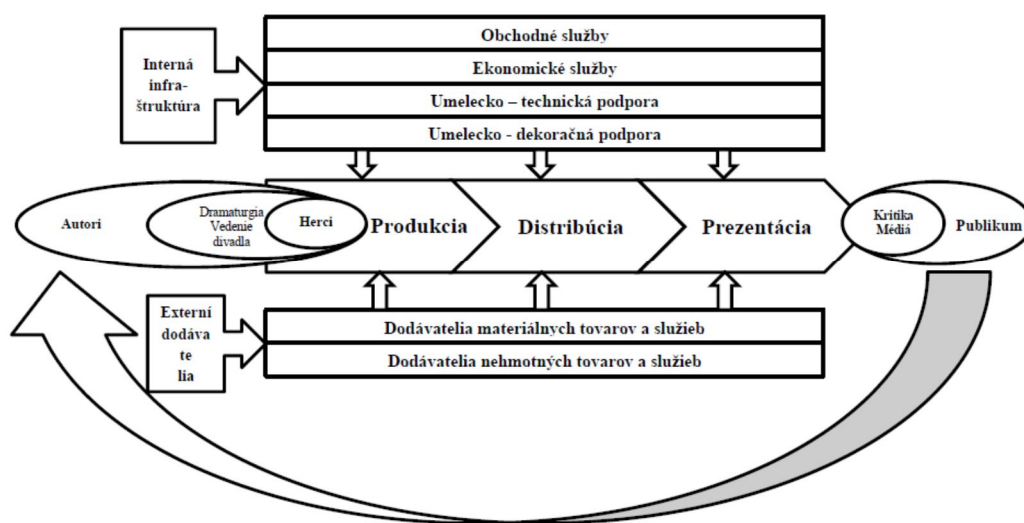 Obchodné služby
Ekonomické služby
Umelecko – technická podpora
Umelecko - dekoračná podpora
Interná
infra-
štruktúra
Autori
Dramaturgia
Vedenie
divadla
Herci
Produkcia
Distribúcia
Prezentácia
Kritika
Médiá
Publikum
Externí
dodáva
te
lia
Dodávatelia materiálnych tovarov a služieb
Dodávatelia nehmotných tovarov a služieb